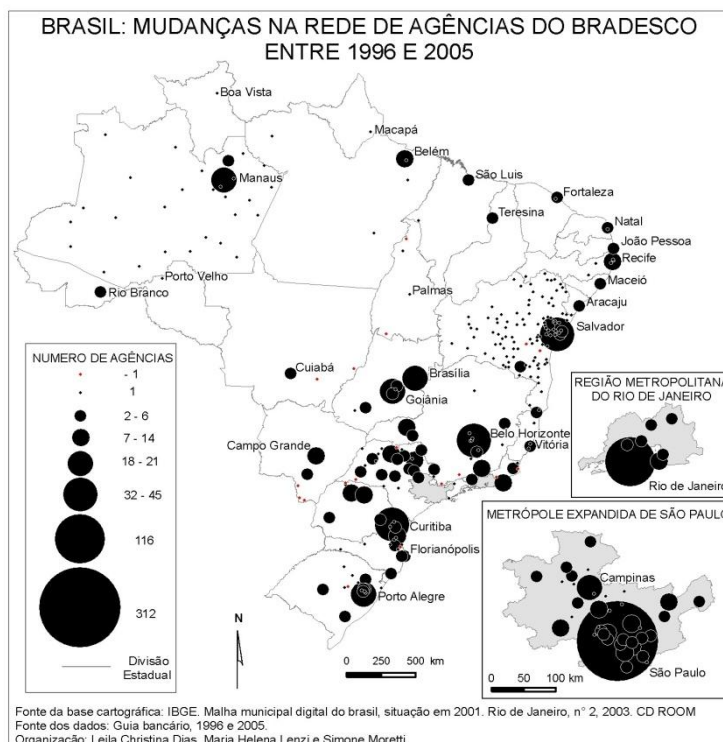 BRASIL: MUDANÇAS NA REDE DE AGÊNCIAS DO BRADESCO
ENTRE 1996 E 2005
Boa Vista
Macapá
Belém
São Luis
Manaus
Fortaleza
Teresina
Natal
João Pessoa
Recife
Porto Velho
Palmas
Maceió
Rio Branco
Aracaju
Salvador
NUMERO DE AGÊNCIAS
- 1
1
2 - 6
7 - 14
18 - 21
32 - 45
116
312
Divisão
Estadual
Cuiabá
Brasília
Goiânia
Campo Grande
Belo Horizonte
Vitória
Curitiba
Florianópolis
Porto Alegre
REGIÃO METROPOLITANA
DO RIO DE JANEIRO
Rio de Janeiro
METRÓPOLE EXPANDIDA DE SÃO PAULO
Campinas
São Paulo
0 50 100 km
N
0 250 500 km
Fonte da base cartográfica: IBGE. Malha municipal digital do brasil, situação em 2001. Rio de Janeiro, n° 2, 2003. CD ROOM
Fonte dos dados: Guia bancário, 1996 e 2005.
Organização: Leila Christina Dias, Maria Helena Lenzi e Simone Moretti